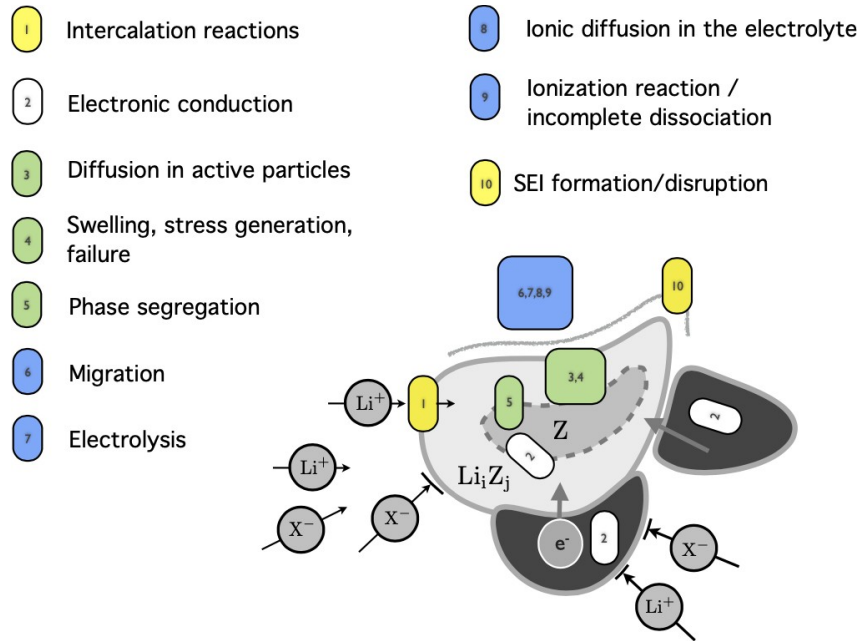 1 Intercalation reactions
2 Electronic conduction
3 Diffusion in active particles
4 Swelling, stress generation,
failure
5 Phase segregation
6 Migration
7 Electrolysis
8 Ionic diffusion in the electrolyte
9 Ionization reaction /
incomplete dissociation
10 SEI formation/disruption
6,7,8,9
10
3,4
Li⁺
1
5
2
Z
2
LiᵢZⱼ
Li⁺
X⁻
X⁻
e⁻
2
X⁻
Li⁺